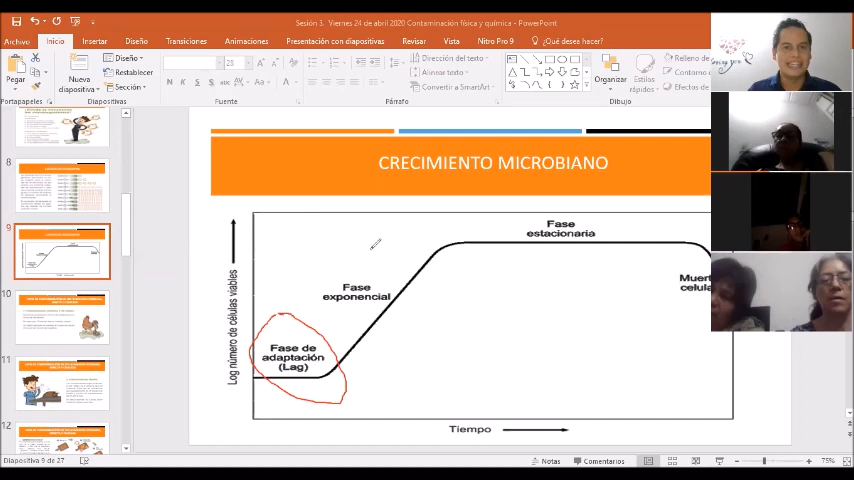 Sesión 3. Viernes 24 de abril 2020 Contaminación física y química - PowerPoint
Archivo Inicio Insertar Diseño Transiciones Animaciones Presentación con diapositivas Revisar Vista Nitro Pro 9 ¿Qué desea hacer?
Pegar
Nueva
diapositiva
Diseño
Restablecer
Sección
N K S
28
Dirección del texto
Alinear texto
Convertir a SmartArt
Organizar
Estilos
rápidos
Relleno de
Contorno
Efectos de
Portapapeles Diapositivas Fuente Párrafo Dibujo
8
9
10
11
12
CRECIMIENTO MICROBIANO
Log número de células viables
Fase de
adaptación
(Lag)
Fase
exponencial
Fase
estacionaria
Muert
celula
Tiempo
Diapositiva 9 de 27
Notas Comentarios
75%